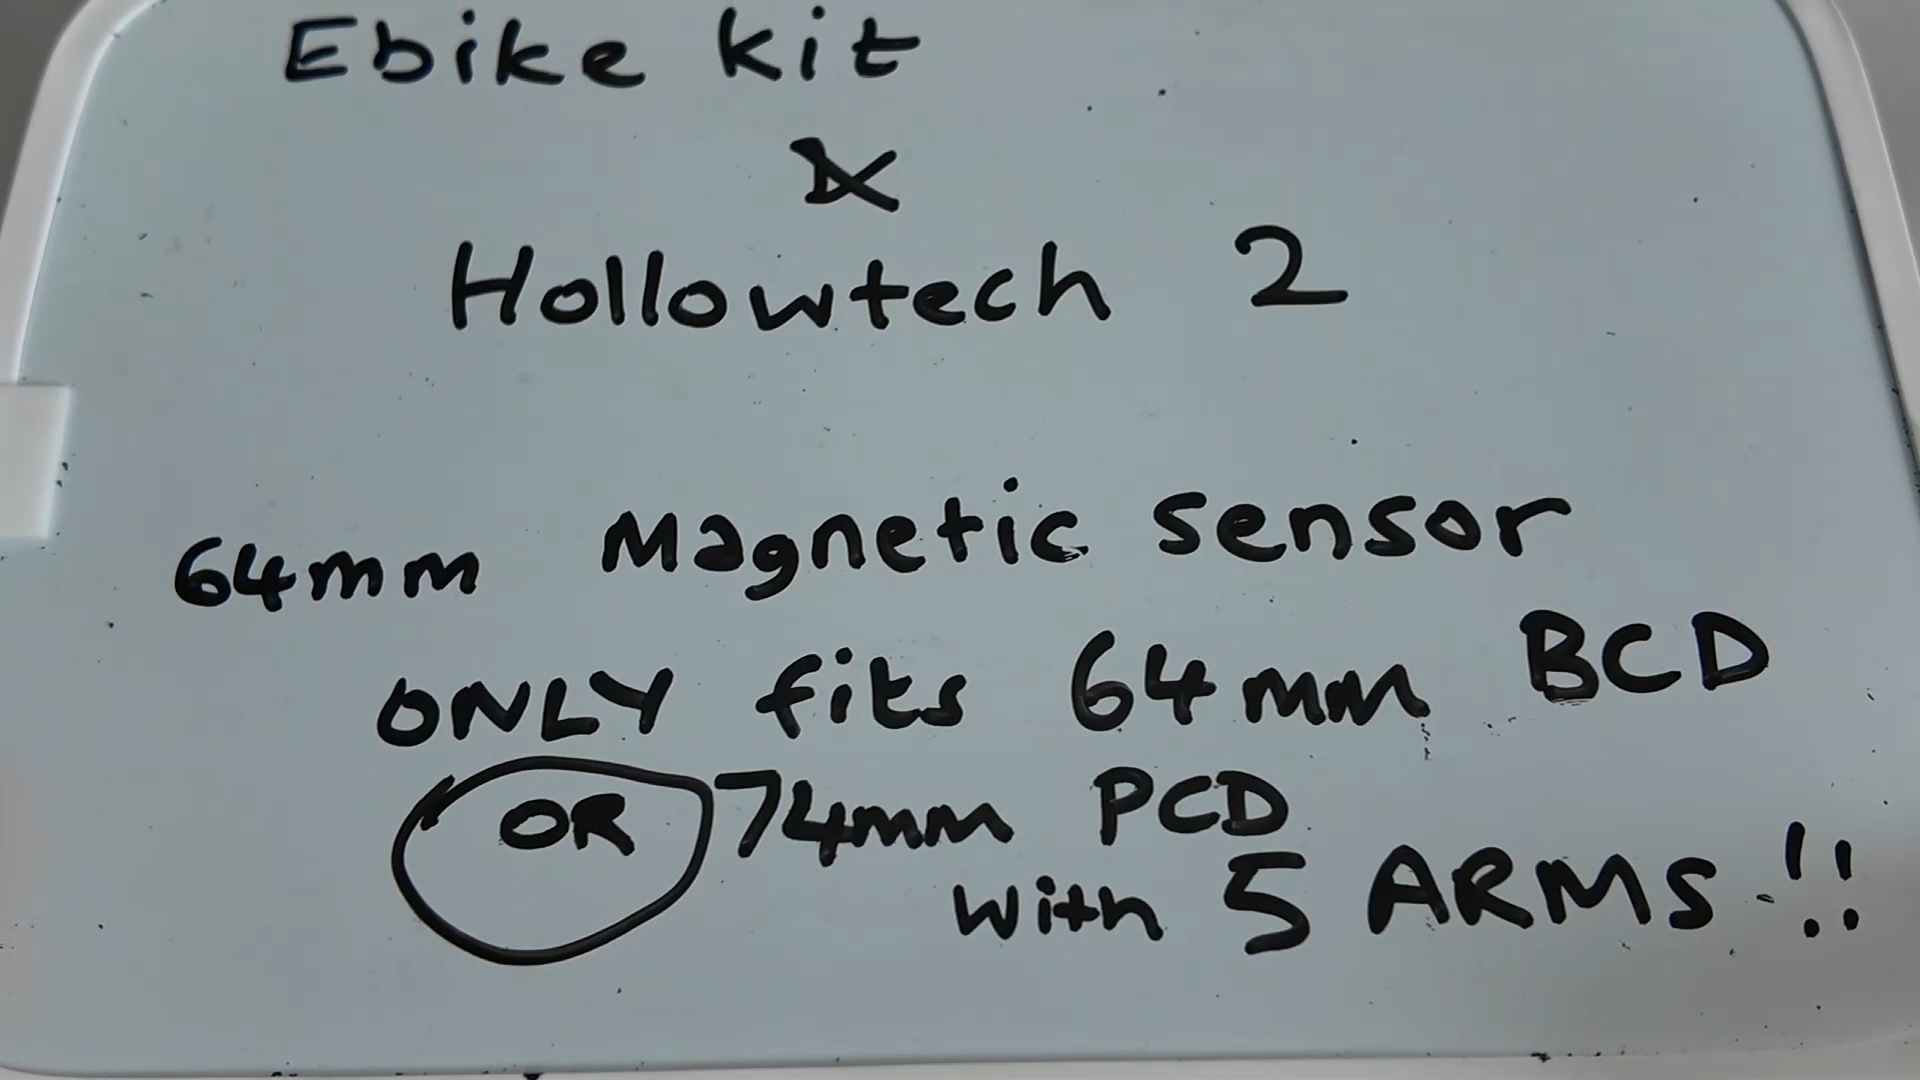 Ebike kit
&
Hollowtech 2
64mm Magnetic sensor
ONLY fits 64mm BCD
OR 74mm PCD
with 5 ARMS!!